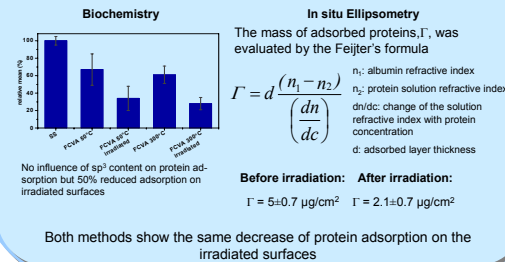 Biochemistry
relative mean (%)
100
80
60
40
20
0
SS
FCVA 50°C
FCVA 50°C irradiated
FCVA 300°C
FCVA 300°C irradiated
No influence of sp³ content on protein ad-
sorption but 50% reduced adsorption on
irradiated surfaces
In situ Ellipsometry
The mass of adsorbed proteins,Γ, was
evaluated by the Feijter's formula
Γ = d (n₁ − n₂) / (dn/dc)
n₁: albumin refractive index
n₂: protein solution refractive index
dn/dc: change of the solution
refractive index with protein
concentration
d: adsorbed layer thickness
Before irradiation: After irradiation:
Γ = 5±0.7 µg/cm² Γ = 2.1±0.7 µg/cm²
Both methods show the same decrease of protein adsorption on the
irradiated surfaces